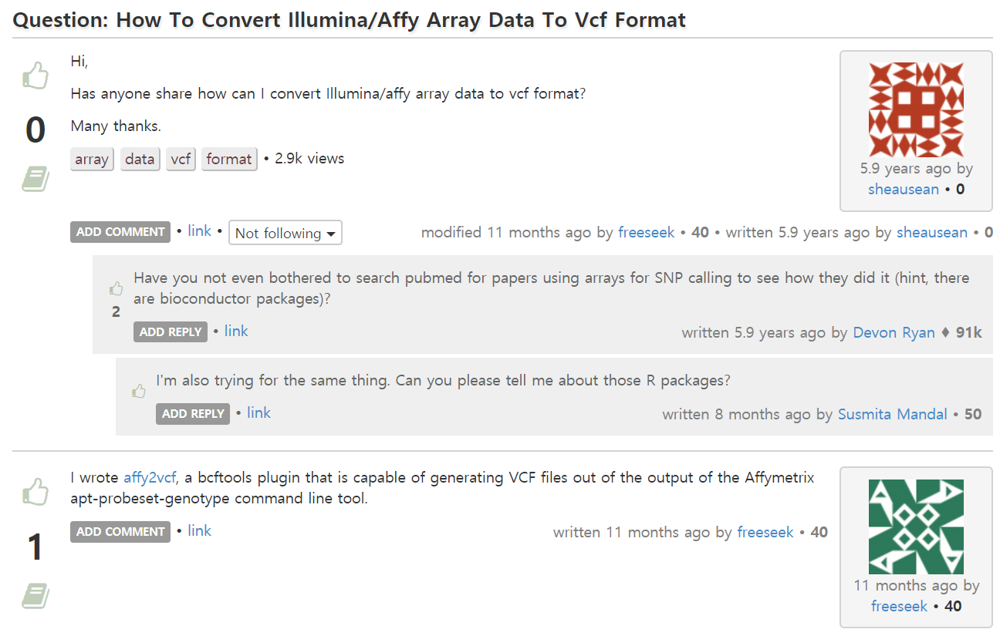 Question: How To Convert Illumina/Affy Array Data To Vcf Format
Hi,
Has anyone share how can I convert Illumina/affy array data to vcf format?
0
Many thanks.
array data vcf format • 2.9k views
5.9 years ago by
sheausean • 0
ADD COMMENT • link • Not following modified 11 months ago by freeseek • 40 • written 5.9 years ago by sheausean • 0
Have you not even bothered to search pubmed for papers using arrays for SNP calling to see how they did it (hint, there
are bioconductor packages)?
2
ADD REPLY • link written 5.9 years ago by Devon Ryan ♦ 91k
I'm also trying for the same thing. Can you please tell me about those R packages?
ADD REPLY • link written 8 months ago by Susmita Mandal • 50
I wrote affy2vcf, a bcftools plugin that is capable of generating VCF files out of the output of the Affymetrix
apt-probeset-genotype command line tool.
1
ADD COMMENT • link written 11 months ago by freeseek • 40
11 months ago by
freeseek • 40